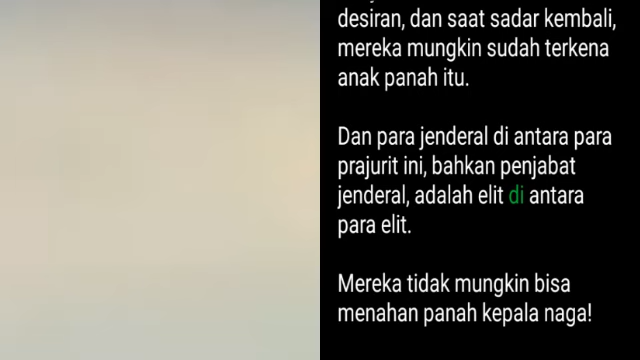 desiran, dan saat sadar kembali,
mereka mungkin sudah terkena
anak panah itu.
Dan para jenderal di antara para
prajurit ini, bahkan penjabat
jenderal, adalah elit di antara
para elit.
Mereka tidak mungkin bisa
menahan panah kepala naga!